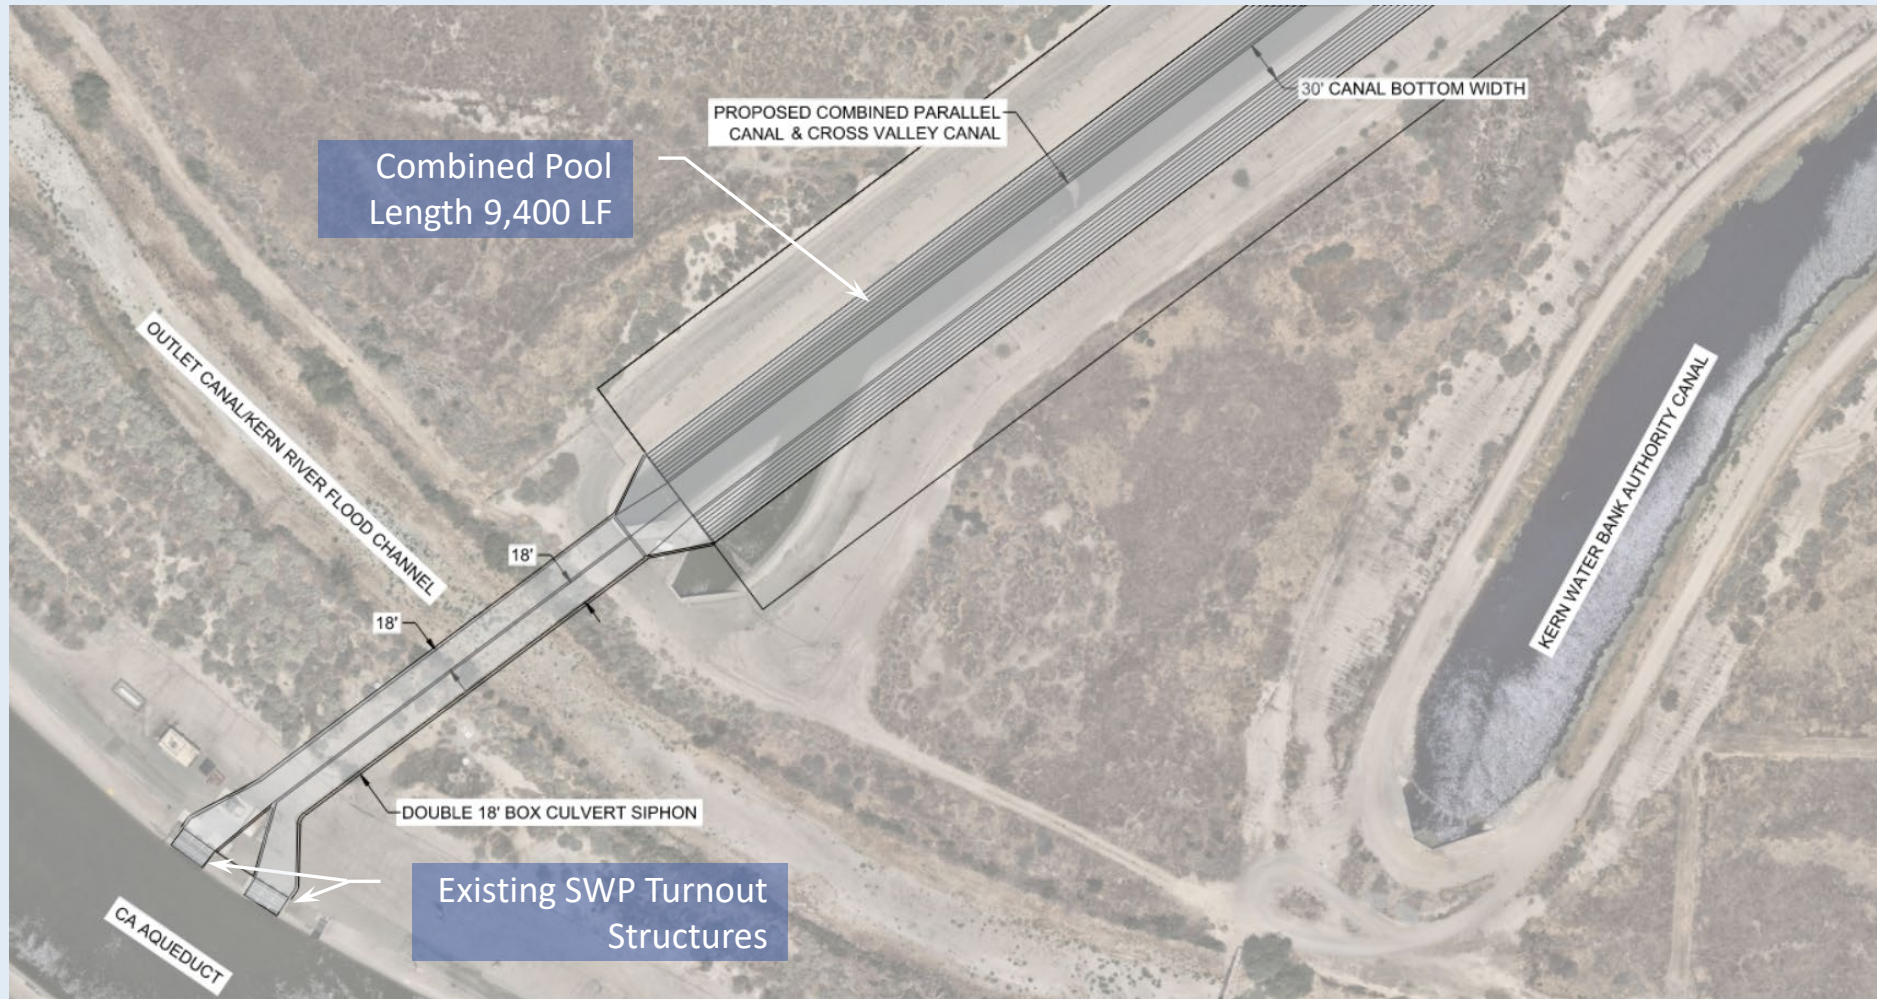 30' CANAL BOTTOM WIDTH
PROPOSED COMBINED PARALLEL
CANAL & CROSS VALLEY CANAL
Combined Pool
Length 9,400 LF
OUTLET CANAL/KERN RIVER FLOOD CHANNEL
KERN WATER BANK AUTHORITY CANAL
18'
18'
DOUBLE 18' BOX CULVERT SIPHON
Existing SWP Turnout
Structures
CA AQUEDUCT